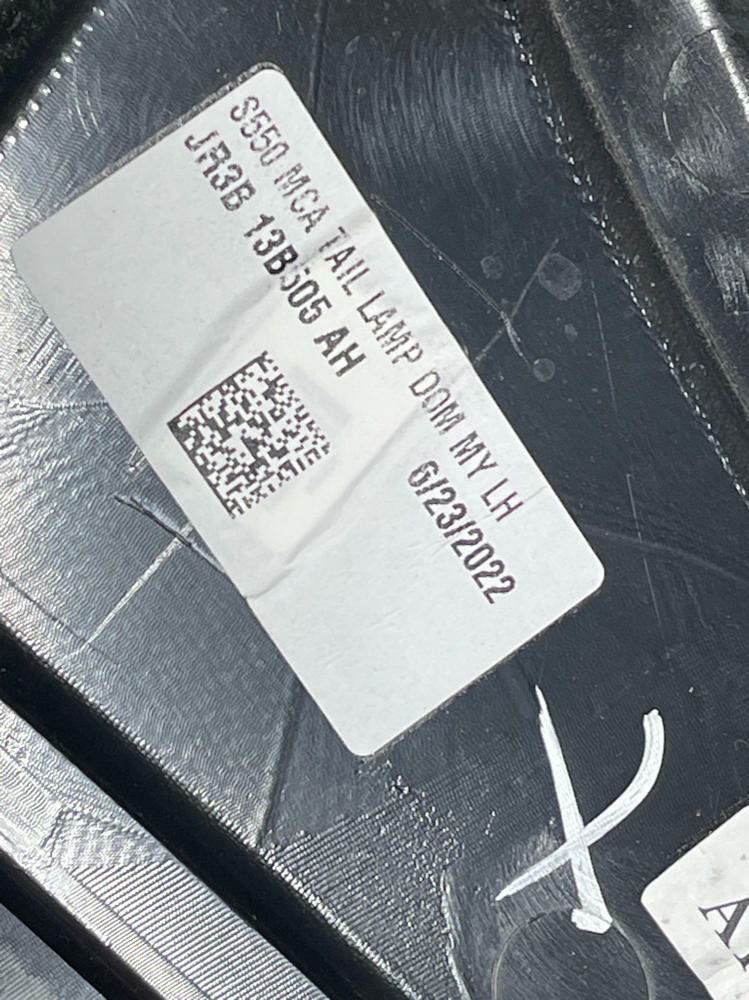 S550 MCA TAIL LAMP DOM MY LH
JR3B 13B505 AH
6/23/2022